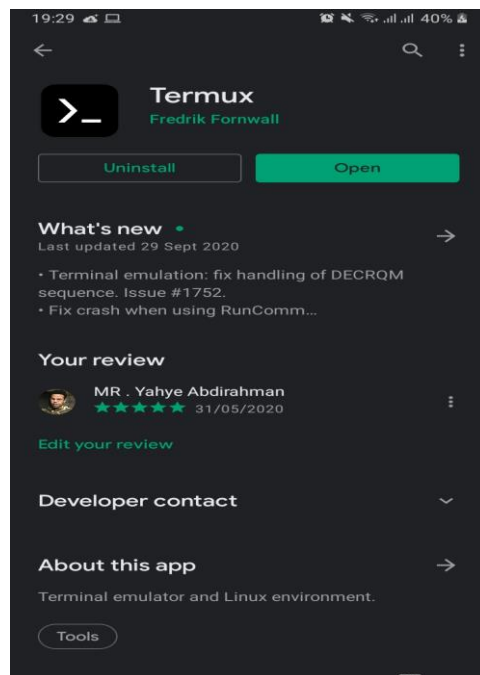 19:29
40%
Termux
Fredrik Fornwall
Uninstall
Open
What's new
Last updated 29 Sept 2020
• Terminal emulation: fix handling of DECRQM
sequence. Issue #1752.
• Fix crash when using RunComm...
Your review
MR . Yahye Abdirahman
31/05/2020
Edit your review
Developer contact
About this app
Terminal emulator and Linux environment.
Tools